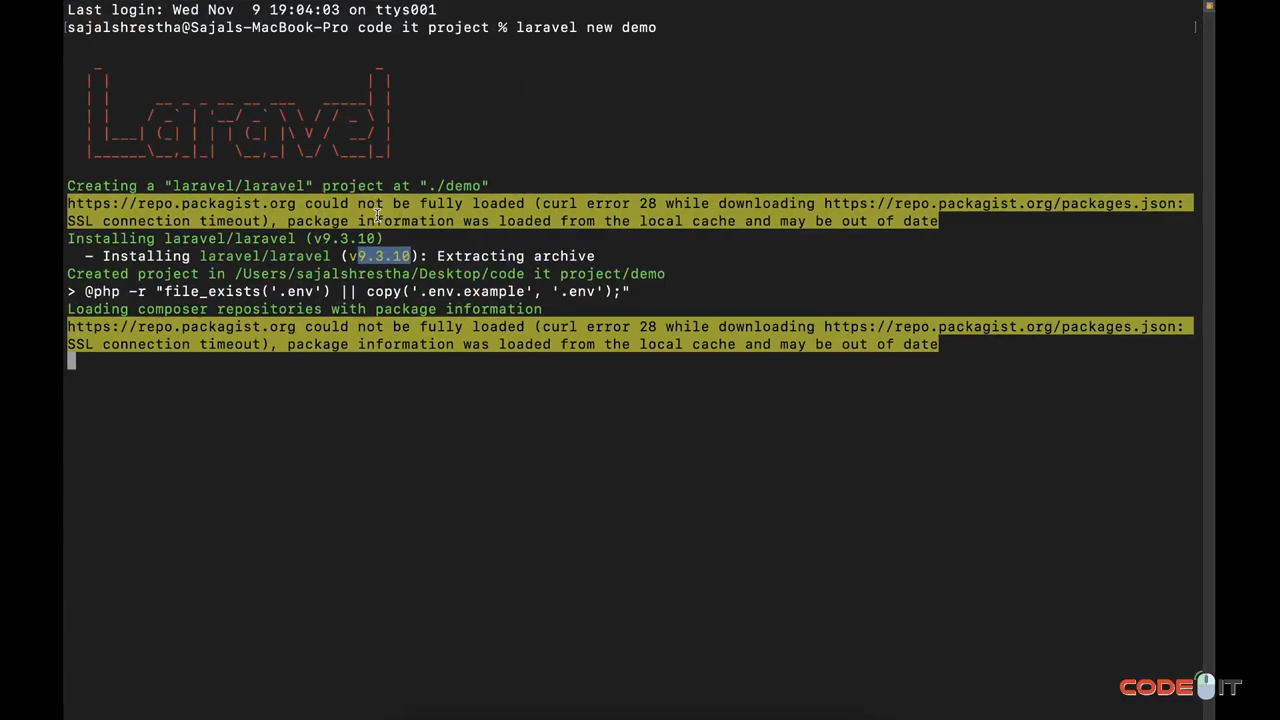 Last login: Wed Nov  9 19:04:03 on ttys001
[sajalshrestha@Sajals-MacBook-Pro code it project % laravel new demo ]
Laravel
Creating a "laravel/laravel" project at "./demo"
https://repo.packagist.org could not be fully loaded (curl error 28 while downloading https://repo.packagist.org/packages.json:
SSL connection timeout), package information was loaded from the local cache and may be out of date
Installing laravel/laravel (v9.3.10)
  - Installing laravel/laravel (v9.3.10): Extracting archive
Created project in /Users/sajalshrestha/Desktop/code it project/demo
> @php -r "file_exists('.env') || copy('.env.example', '.env');"
Loading composer repositories with package information
https://repo.packagist.org could not be fully loaded (curl error 28 while downloading https://repo.packagist.org/packages.json:
SSL connection timeout), package information was loaded from the local cache and may be out of date
CODE IT